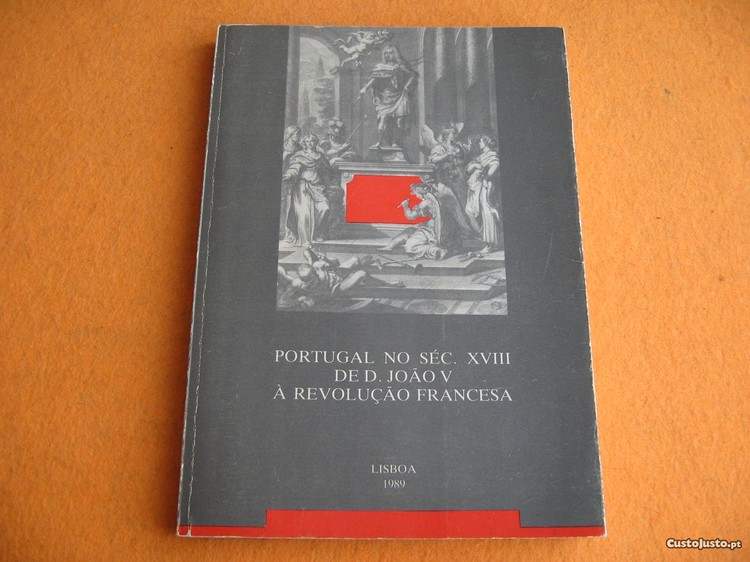 PORTUGAL NO SÉC. XVIII
DE D. JOÃO V
À REVOLUÇÃO FRANCESA
LISBOA
1989
CustoJusto.pt